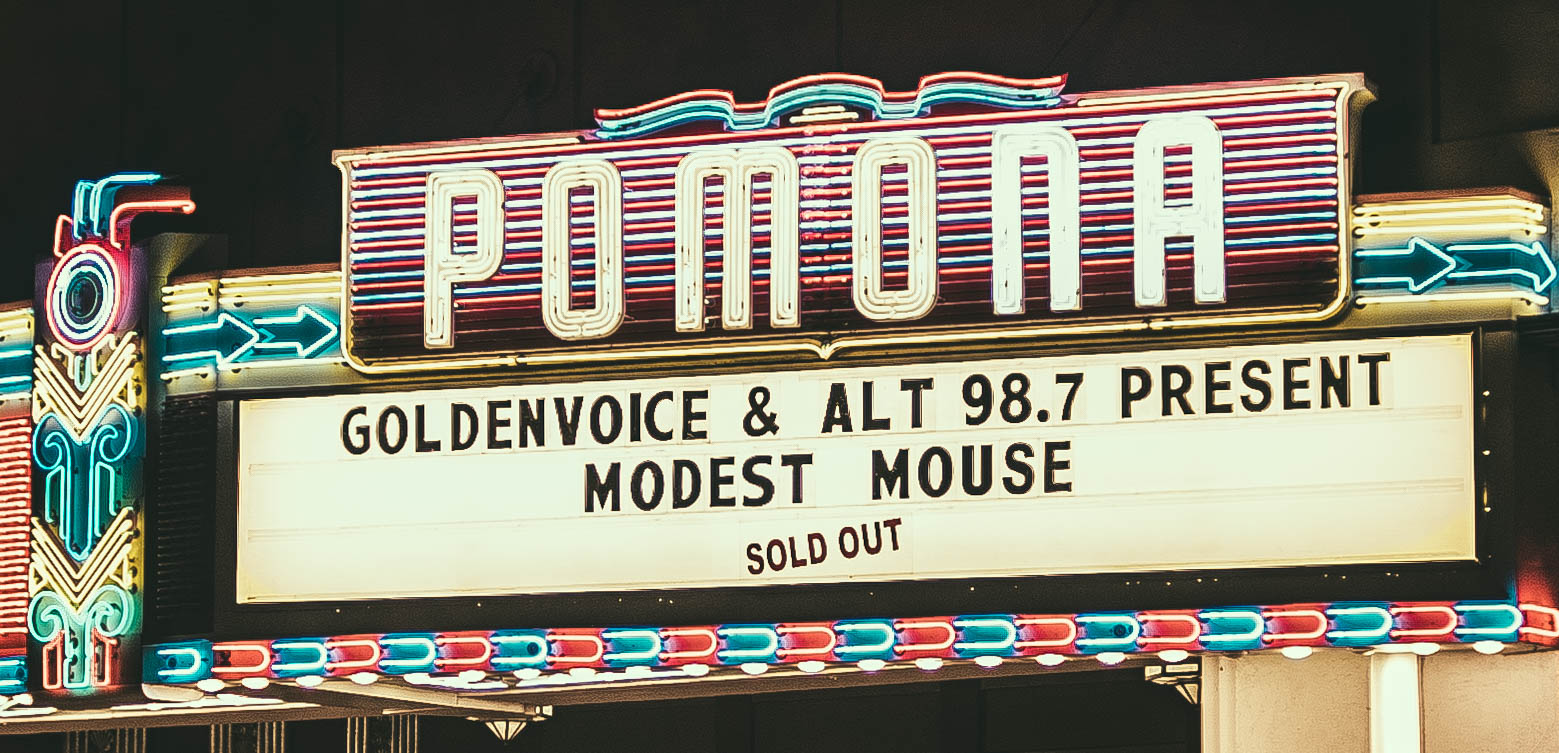 POMONA
GOLDENVOICE & ALT 98.7 PRESENT
MODEST MOUSE
SOLD OUT